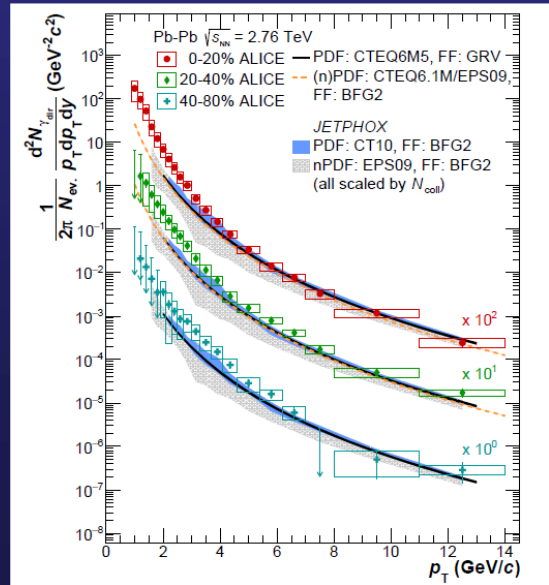 Pb-Pb √s_NN = 2.76 TeV
0-20% ALICE
20-40% ALICE
40-80% ALICE
PDF: CTEQ6M5, FF: GRV
(n)PDF: CTEQ6.1M/EPS09,
FF: BFG2
JETPHOX
PDF: CT10, FF: BFG2
nPDF: EPS09, FF: BFG2
(all scaled by N_coll)
1/(2π N_ev.) d²N_γdir/(p_T dp_T dy) (GeV⁻²c²)
10³
10²
10
1
10⁻¹
10⁻²
10⁻³
10⁻⁴
10⁻⁵
10⁻⁶
10⁻⁷
10⁻⁸
x 10²
x 10¹
x 10⁰
0 2 4 6 8 10 12 14
p_T (GeV/c)